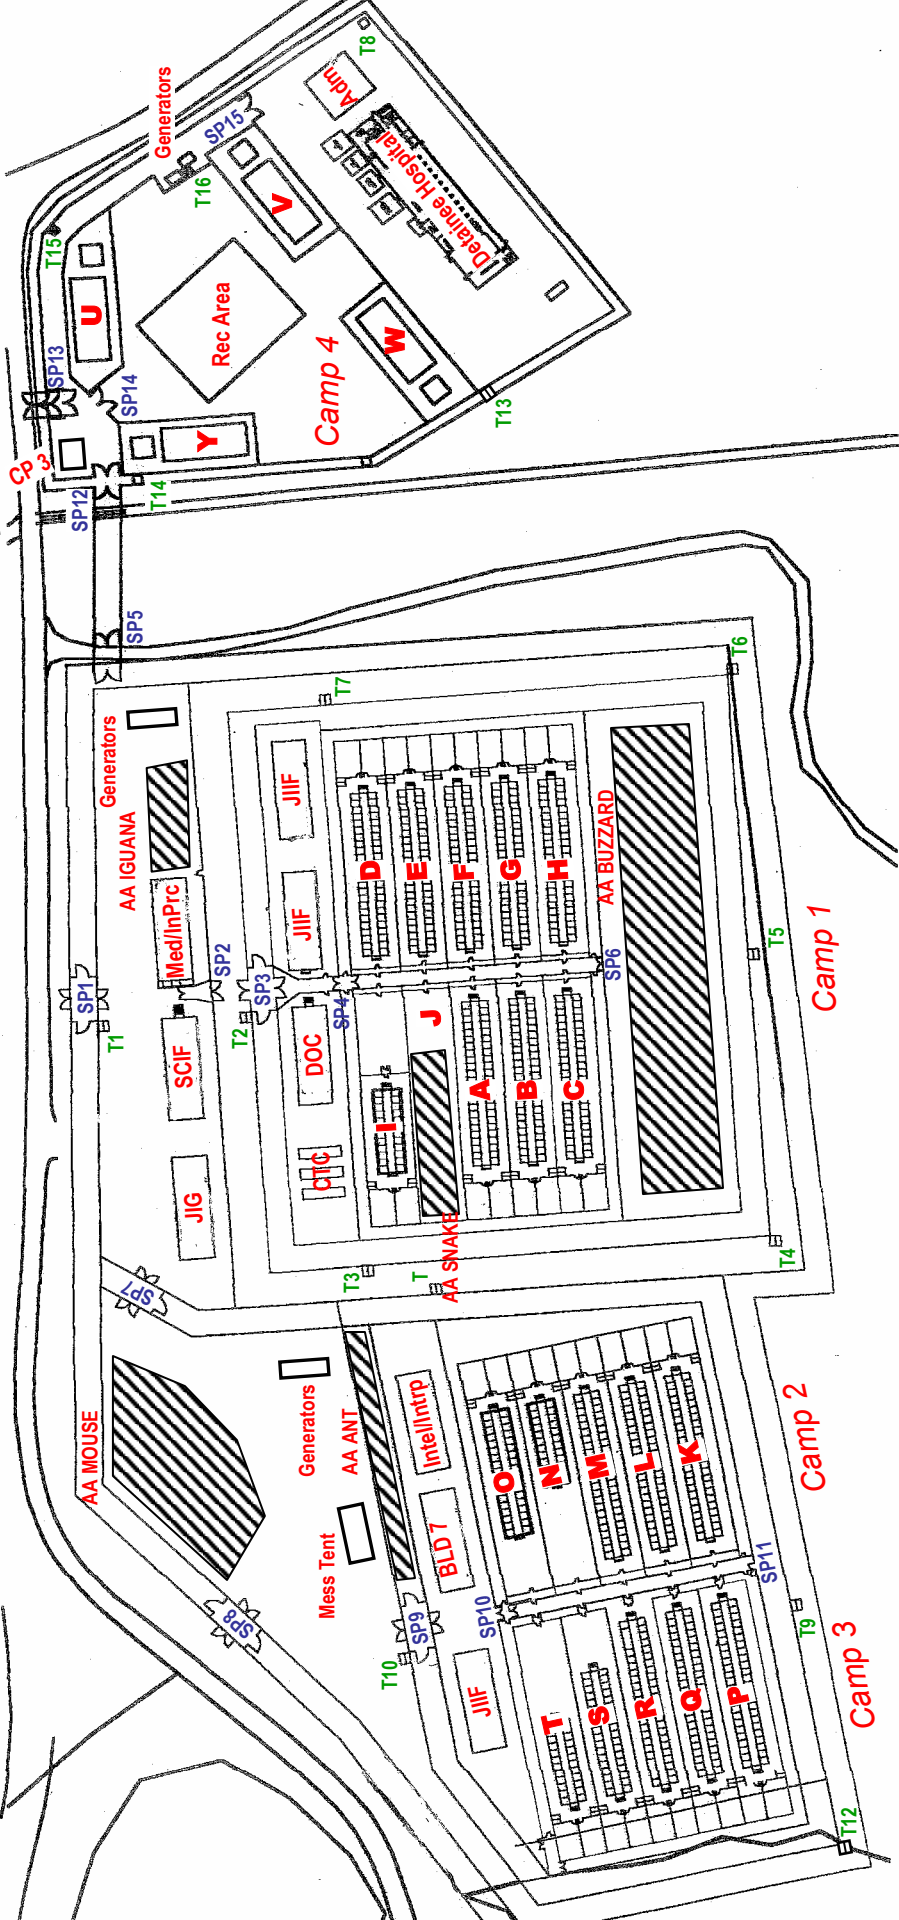 T8
Adm
Generators
SP15
T16
Detainee Hospital
V
T15
U
Rec Area
W
SP13
SP14
Camp 4
T13
Y
CP 3
T14
SP12
SP5
T6
T7
Generators
JIIF
AA IGUANA
D
E
F
G
H
AA BUZZARD
Med/InPrc
JIIF
SP1
SP2
SP3
SP4
SP6
T5
Camp 1
T1
T2
J
SCIF
DOC
I
A
B
C
JIG
CTC
T3
T
AA SNAKE
T4
SP7
AA MOUSE
Generators
AA ANT
Intel/Intrp
O
N
M
L
K
Camp 2
Mess Tent
BLD 7
SP8
SP9
SP10
SP11
T10
T9
JIIF
T
S
R
Q
P
Camp 3
T12